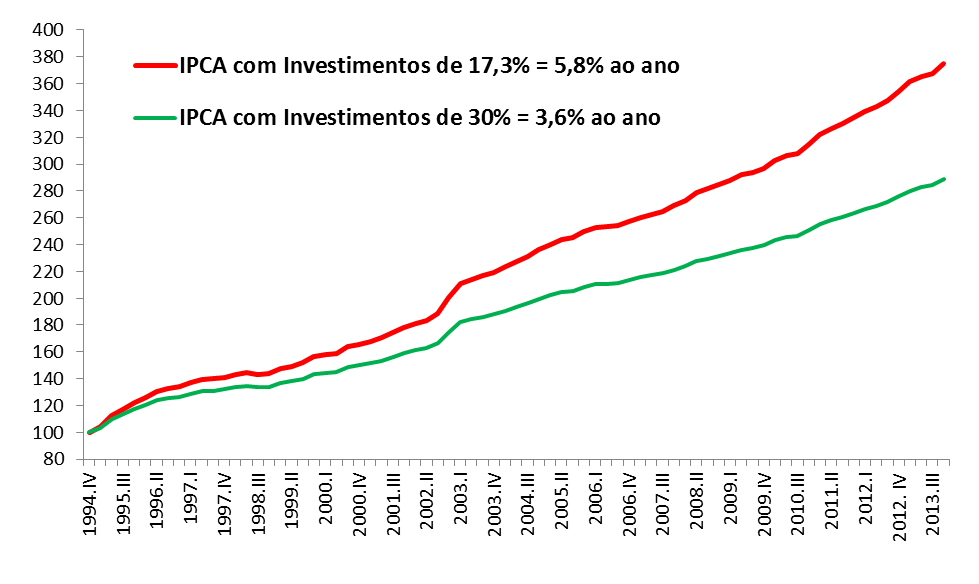 400
380
360
340
320
300
280
260
240
220
200
180
160
140
120
100
80
IPCA com Investimentos de 17,3% = 5,8% ao ano
IPCA com Investimentos de 30% = 3,6% ao ano
1994.IV
1995.III
1996.II
1997.I
1997.IV
1998.III
1999.II
2000.I
2000.IV
2001.III
2002.II
2003.I
2003.IV
2004.III
2005.II
2006.I
2006.IV
2007.III
2008.II
2009.I
2009.IV
2010.III
2011.II
2012.I
2012. IV
2013.III